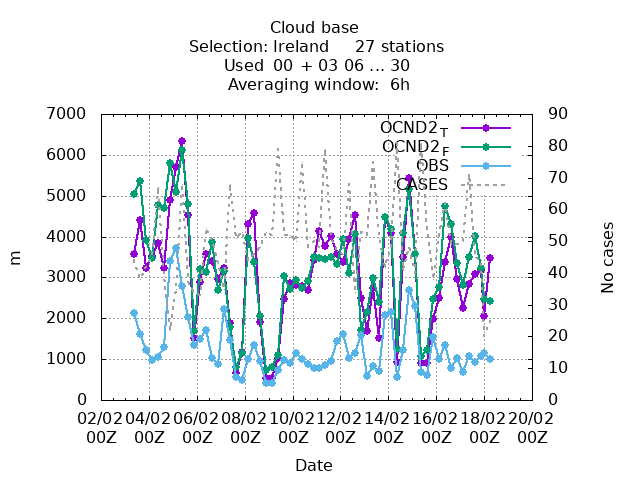 Cloud base
Selection: Ireland 27 stations
Used 00 + 03 06 ... 30
Averaging window: 6h
7000
6000
5000
4000
3000
2000
1000
0
m
90
80
70
60
50
40
30
20
10
0
No cases
OCND2_T
OCND2_F
OBS
CASES
02/02 04/02 06/02 08/02 10/02 12/02 14/02 16/02 18/02 20/02
00Z 00Z 00Z 00Z 00Z 00Z 00Z 00Z 00Z 00Z
Date